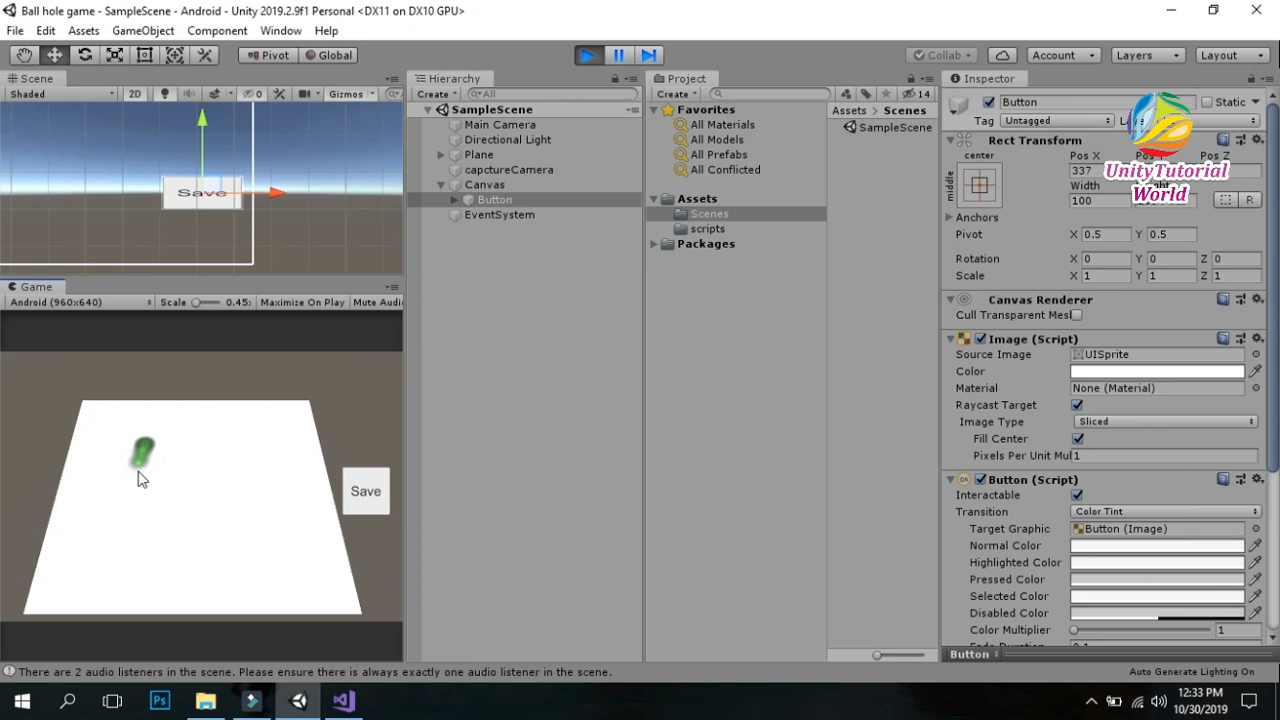 Ball hole game - SampleScene - Android - Unity 2019.2.9f1 Personal <DX11 on DX10 GPU>
File Edit Assets GameObject Component Window Help
Pivot Global Collab Account Layers Layout
Scene Hierarchy Project Inspector
Shaded 2D 0 Gizmos Create All Create 14
Button Static
Tag Untagged
UnityTutorial
World
SampleScene
Main Camera
Directional Light
Plane
capctureCamera
Canvas
Button
EventSystem
Favorites
All Materials
All Models
All Prefabs
All Conflicted
Assets
Scenes
scripts
Packages
Assets Scenes
SampleScene
Save
Game
Android (960x640) Scale 0.45 Maximize On Play Mute Audi
Save
Rect Transform
center Pos X Pos Z
middle 337
Width
100 R
Anchors
Pivot X 0.5 Y 0.5
Rotation X 0 Y 0 Z 0
Scale X 1 Y 1 Z 1
Canvas Renderer
Cull Transparent Mesl
Image (Script)
Source Image UISprite
Color
Material None (Material)
Raycast Target
Image Type Sliced
Fill Center
Pixels Per Unit Mul 1
Button (Script)
Interactable
Transition Color Tint
Target Graphic Button (Image)
Normal Color
Highlighted Color
Pressed Color
Selected Color
Disabled Color
Color Multiplier 1
Button
There are 2 audio listeners in the scene. Please ensure there is always exactly one audio listener in the scene.
Auto Generate Lighting On
Ps
12:33 PM
10/30/2019